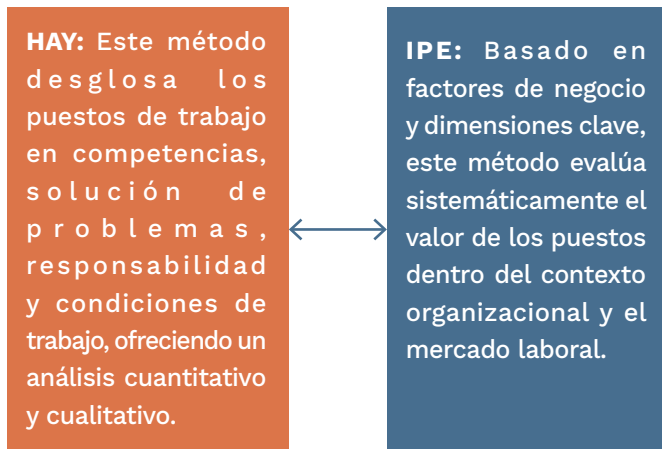 HAY: Este método
desglosa los
puestos de trabajo
en competencias,
solución de
problemas,
responsabilidad
y condiciones de
trabajo, ofreciendo un
análisis cuantitativo
y cualitativo.
IPE: Basado en
factores de negocio
y dimensiones clave,
este método evalúa
sistemáticamente el
valor de los puestos
dentro del contexto
organizacional y el
mercado laboral.